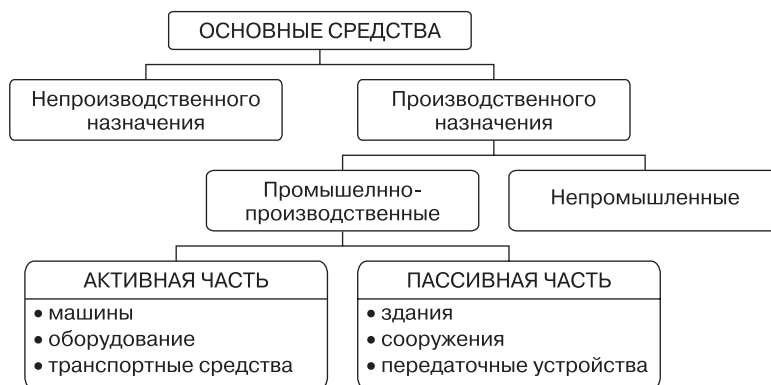 ОСНОВНЫЕ СРЕДСТВА
Непроизводственного
назначения
Производственного
назначения
Промышелнно-
производственные
Непромышленные
АКТИВНАЯ ЧАСТЬ
• машины
• оборудование
• транспортные средства
ПАССИВНАЯ ЧАСТЬ
• здания
• сооружения
• передаточные устройства